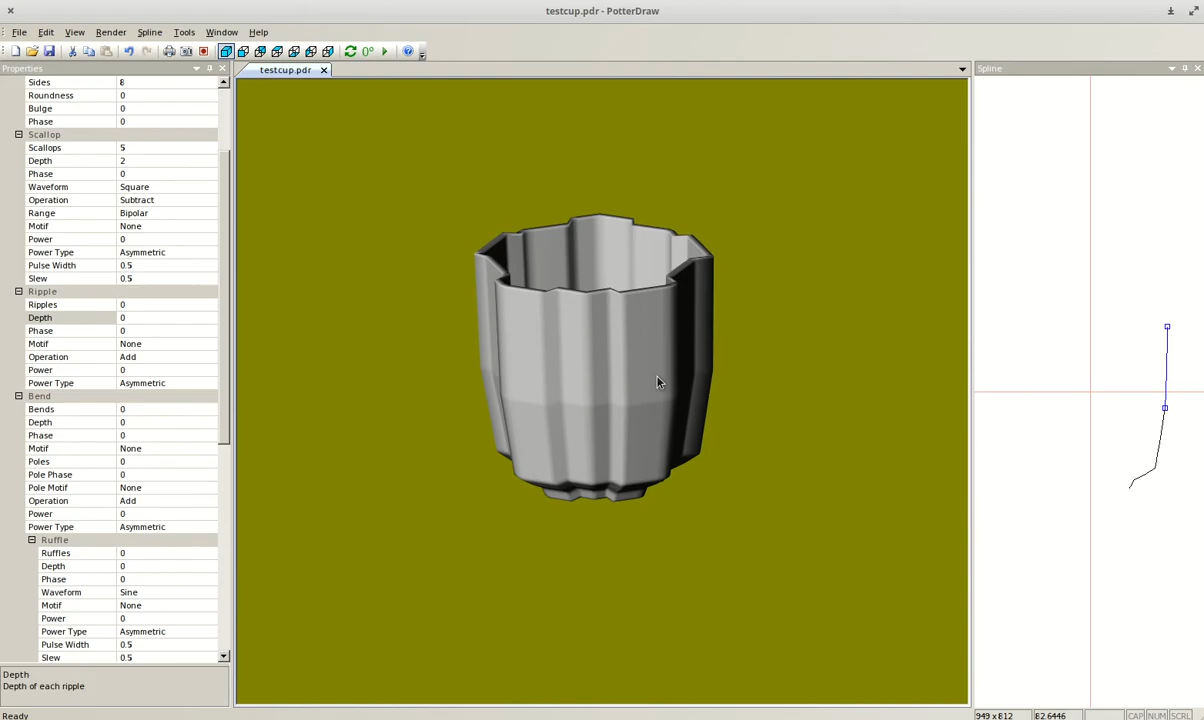 testcup.pdr - PotterDraw
File Edit View Render Spline Tools Window Help
0°
Properties
testcup.pdr
Spline
Sides 8
Roundness 0
Bulge 0
Phase 0
Scallop
Scallops 5
Depth 2
Phase 0
Waveform Square
Operation Subtract
Range Bipolar
Motif None
Power 0
Power Type Asymmetric
Pulse Width 0.5
Slew 0.5
Ripple
Ripples 0
Depth 0
Phase 0
Motif None
Operation Add
Power 0
Power Type Asymmetric
Bend
Bends 0
Depth 0
Phase 0
Motif None
Poles 0
Pole Phase 0
Pole Motif None
Operation Add
Power 0
Power Type Asymmetric
Ruffle
Ruffles 0
Depth 0
Phase 0
Waveform Sine
Motif None
Power 0
Power Type Asymmetric
Pulse Width 0.5
Slew 0.5
Depth
Depth of each ripple
Ready
949 x 812 82.6446 CAP NUM SCRL